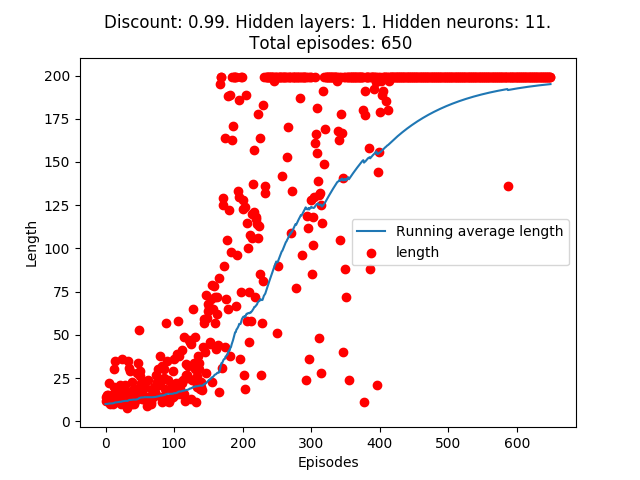 Discount: 0.99. Hidden layers: 1. Hidden neurons: 11.
Total episodes: 650
200
175
150
125
100
75
50
25
0
Length
Running average length
length
0 100 200 300 400 500 600
Episodes